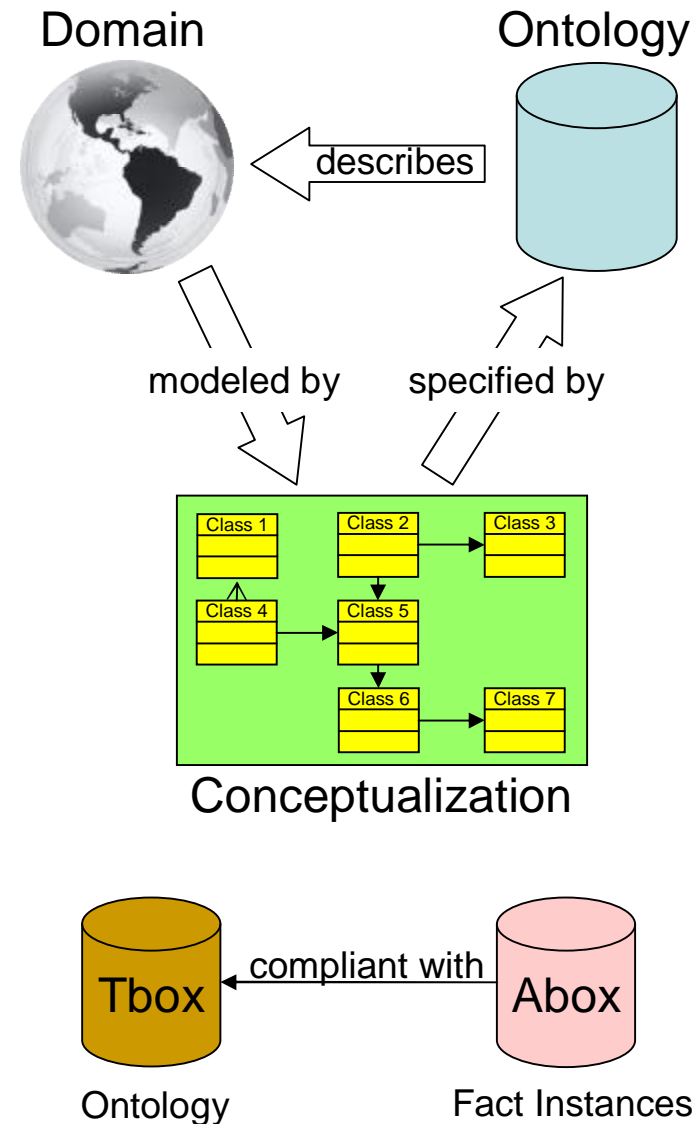 Domain
Ontology
describes
modeled by
specified by
Class 1
Class 2
Class 3
Class 4
Class 5
Class 6
Class 7
Conceptualization
compliant with
Tbox
Abox
Ontology
Fact Instances